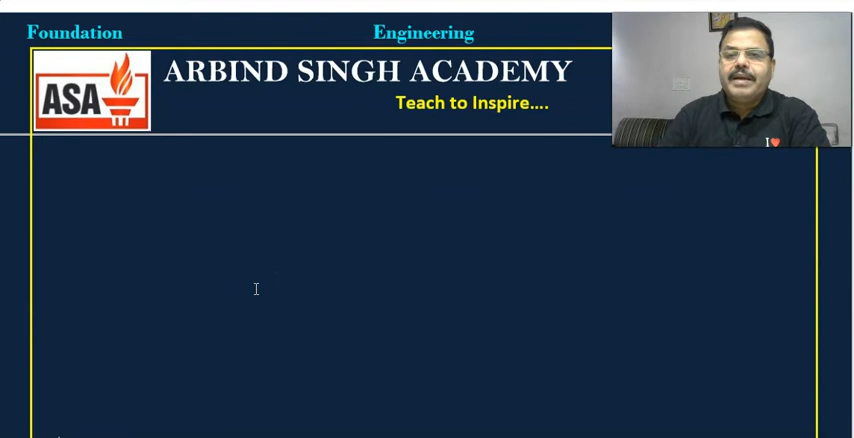 Foundation Engineering
ASA
ARBIND SINGH ACADEMY
Teach to Inspire....
I